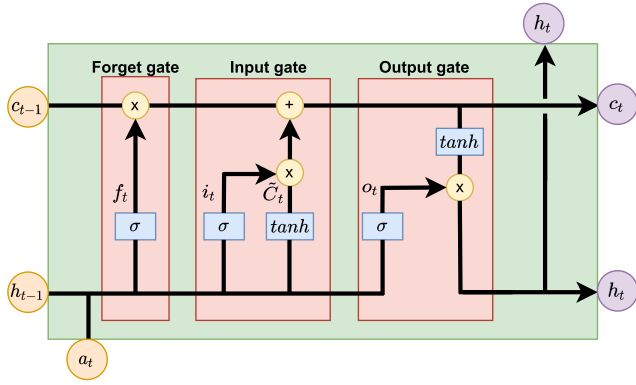 h_t
Forget gate Input gate Output gate
c_{t-1} x + c_t
tanh
f_t i_t x C̃_t o_t x
σ σ tanh σ
h_{t-1} h_t
a_t